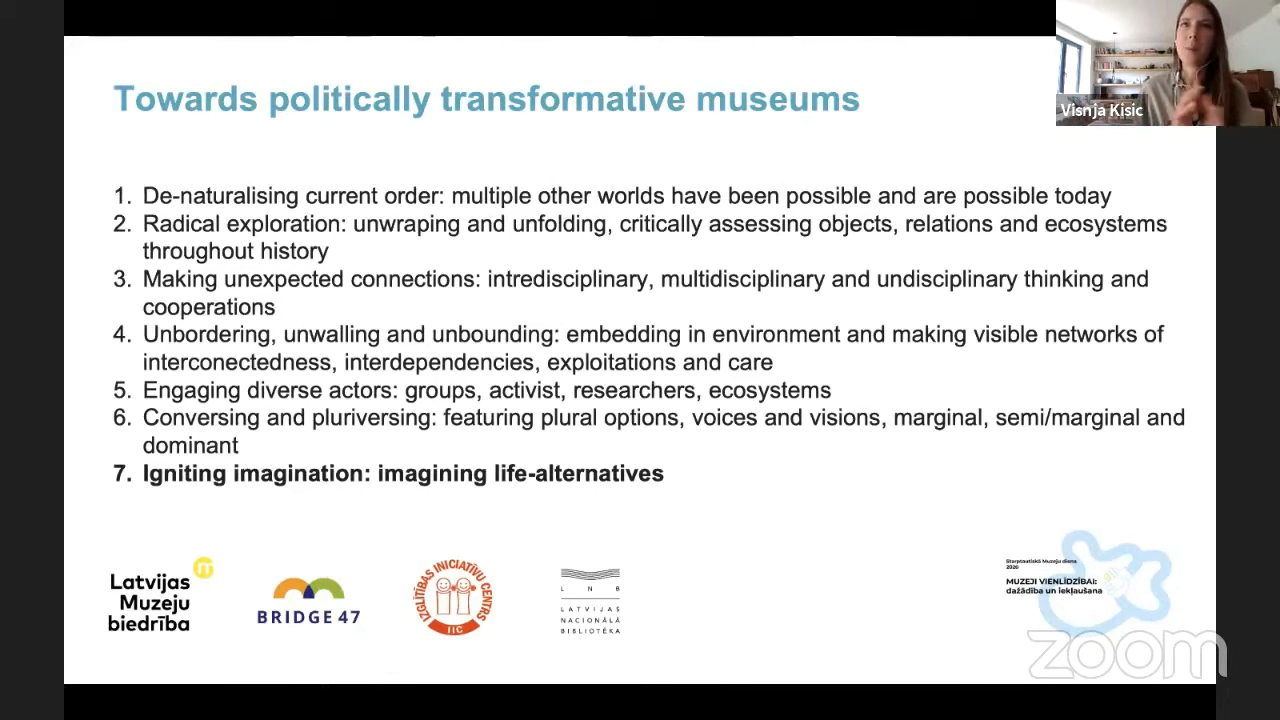 Towards politically transformative museums
Visnja Kisic
1. De-naturalising current order: multiple other worlds have been possible and are possible today
2. Radical exploration: unwraping and unfolding, critically assessing objects, relations and ecosystems
throughout history
3. Making unexpected connections: intredisciplinary, multidisciplinary and undisciplinary thinking and
cooperations
4. Unbordering, unwalling and unbounding: embedding in environment and making visible networks of
interconectedness, interdependencies, exploitations and care
5. Engaging diverse actors: groups, activist, researchers, ecosystems
6. Conversing and pluriversing: featuring plural options, voices and visions, marginal, semi/marginal and
dominant
7. Igniting imagination: imagining life-alternatives
Latvijas
Muzeju
biedrība
m
BRIDGE 47
IZGLĪTĪBAS INICIATĪVU CENTRS
IIC
L N B
LATVIJAS
NACIONĀLĀ
BIBLIOTĒKA
Starptautiskā Muzeju diena
2020
MUZEJI VIENLĪDZĪBAI:
dažādība un iekļaušana
zoom